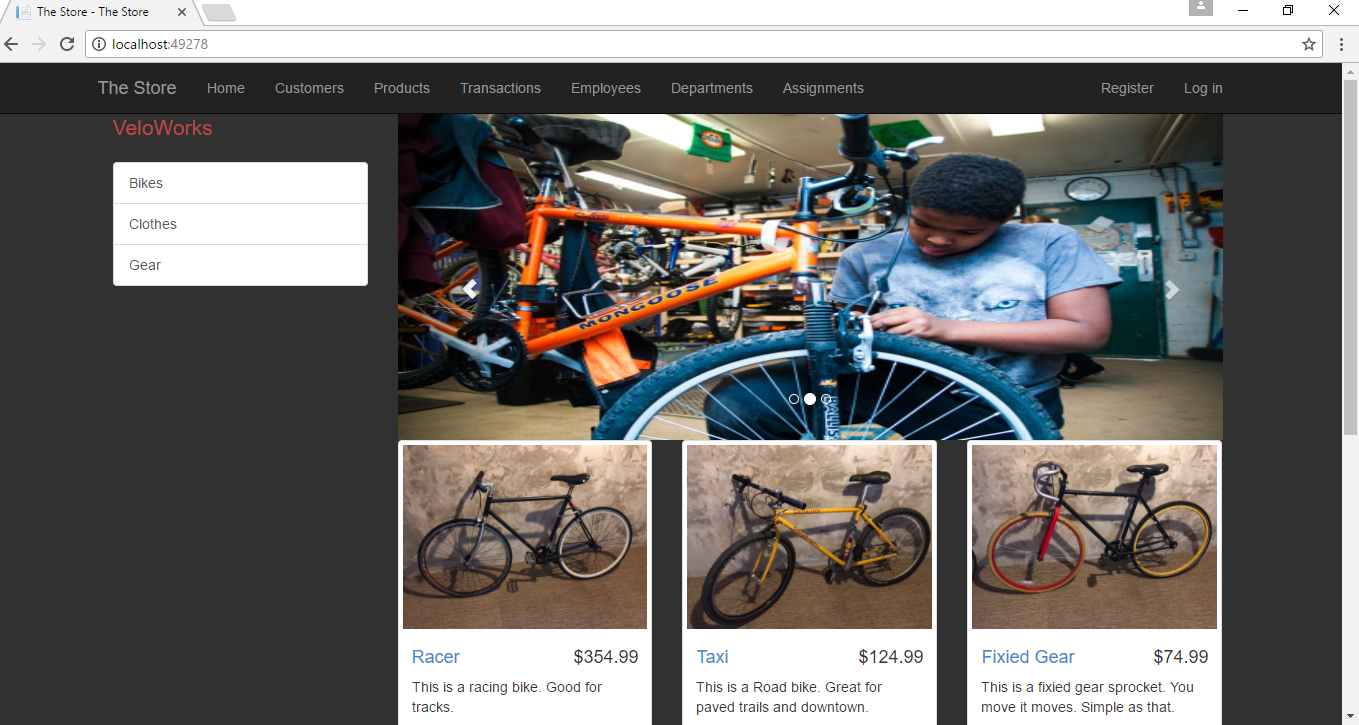 The Store - The Store
localhost:49278
The Store Home Customers Products Transactions Employees Departments Assignments Register Log in
VeloWorks
Bikes
Clothes
Gear
MONGOOSE
Racer $354.99
This is a racing bike. Good for
tracks.
Taxi $124.99
This is a Road bike. Great for
paved trails and downtown.
Fixied Gear $74.99
This is a fixied gear sprocket. You
move it moves. Simple as that.